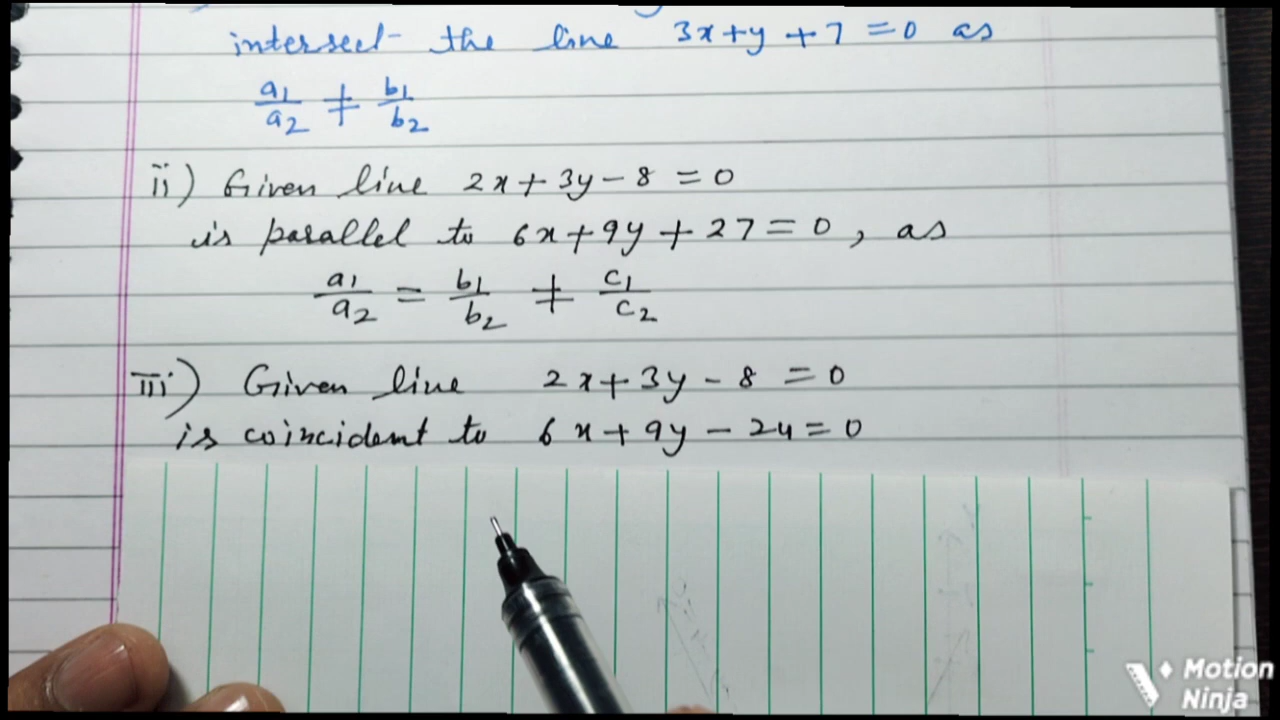 intersect the line 3x+y+7=0 as
a1/a2 ≠ b1/b2
ii) Given line 2x+3y-8=0
is parallel to 6x+9y+27=0, as
a1/a2 = b1/b2 ≠ c1/c2
iii) Given line 2x+3y-8=0
is coincident to 6x+9y-24=0
Motion
Ninja